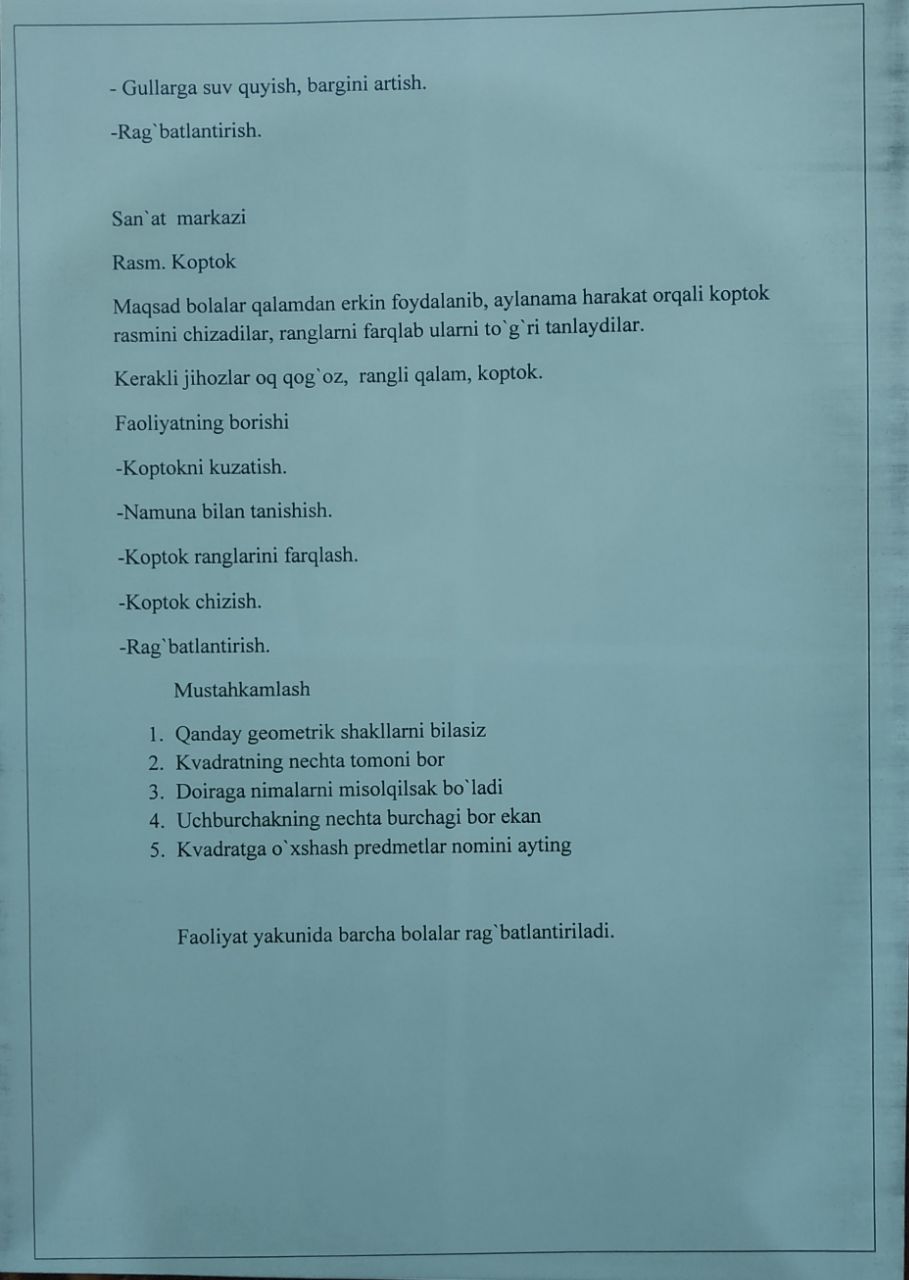 - Gullarga suv quyish, bargini artish.
-Rag`batlantirish.
San`at  markazi
Rasm. Koptok
Maqsad bolalar qalamdan erkin foydalanib, aylanama harakat orqali koptok
rasmini chizadilar, ranglarni farqlab ularni to`g`ri tanlaydilar.
Kerakli jihozlar oq qog`oz,  rangli qalam, koptok.
Faoliyatning borishi
-Koptokni kuzatish.
-Namuna bilan tanishish.
-Koptok ranglarini farqlash.
-Koptok chizish.
-Rag`batlantirish.
Mustahkamlash
1. Qanday geometrik shakllarni bilasiz
2. Kvadratning nechta tomoni bor
3. Doiraga nimalarni misolqilsak bo`ladi
4. Uchburchakning nechta burchagi bor ekan
5. Kvadratga o`xshash predmetlar nomini ayting
Faoliyat yakunida barcha bolalar rag`batlantiriladi.